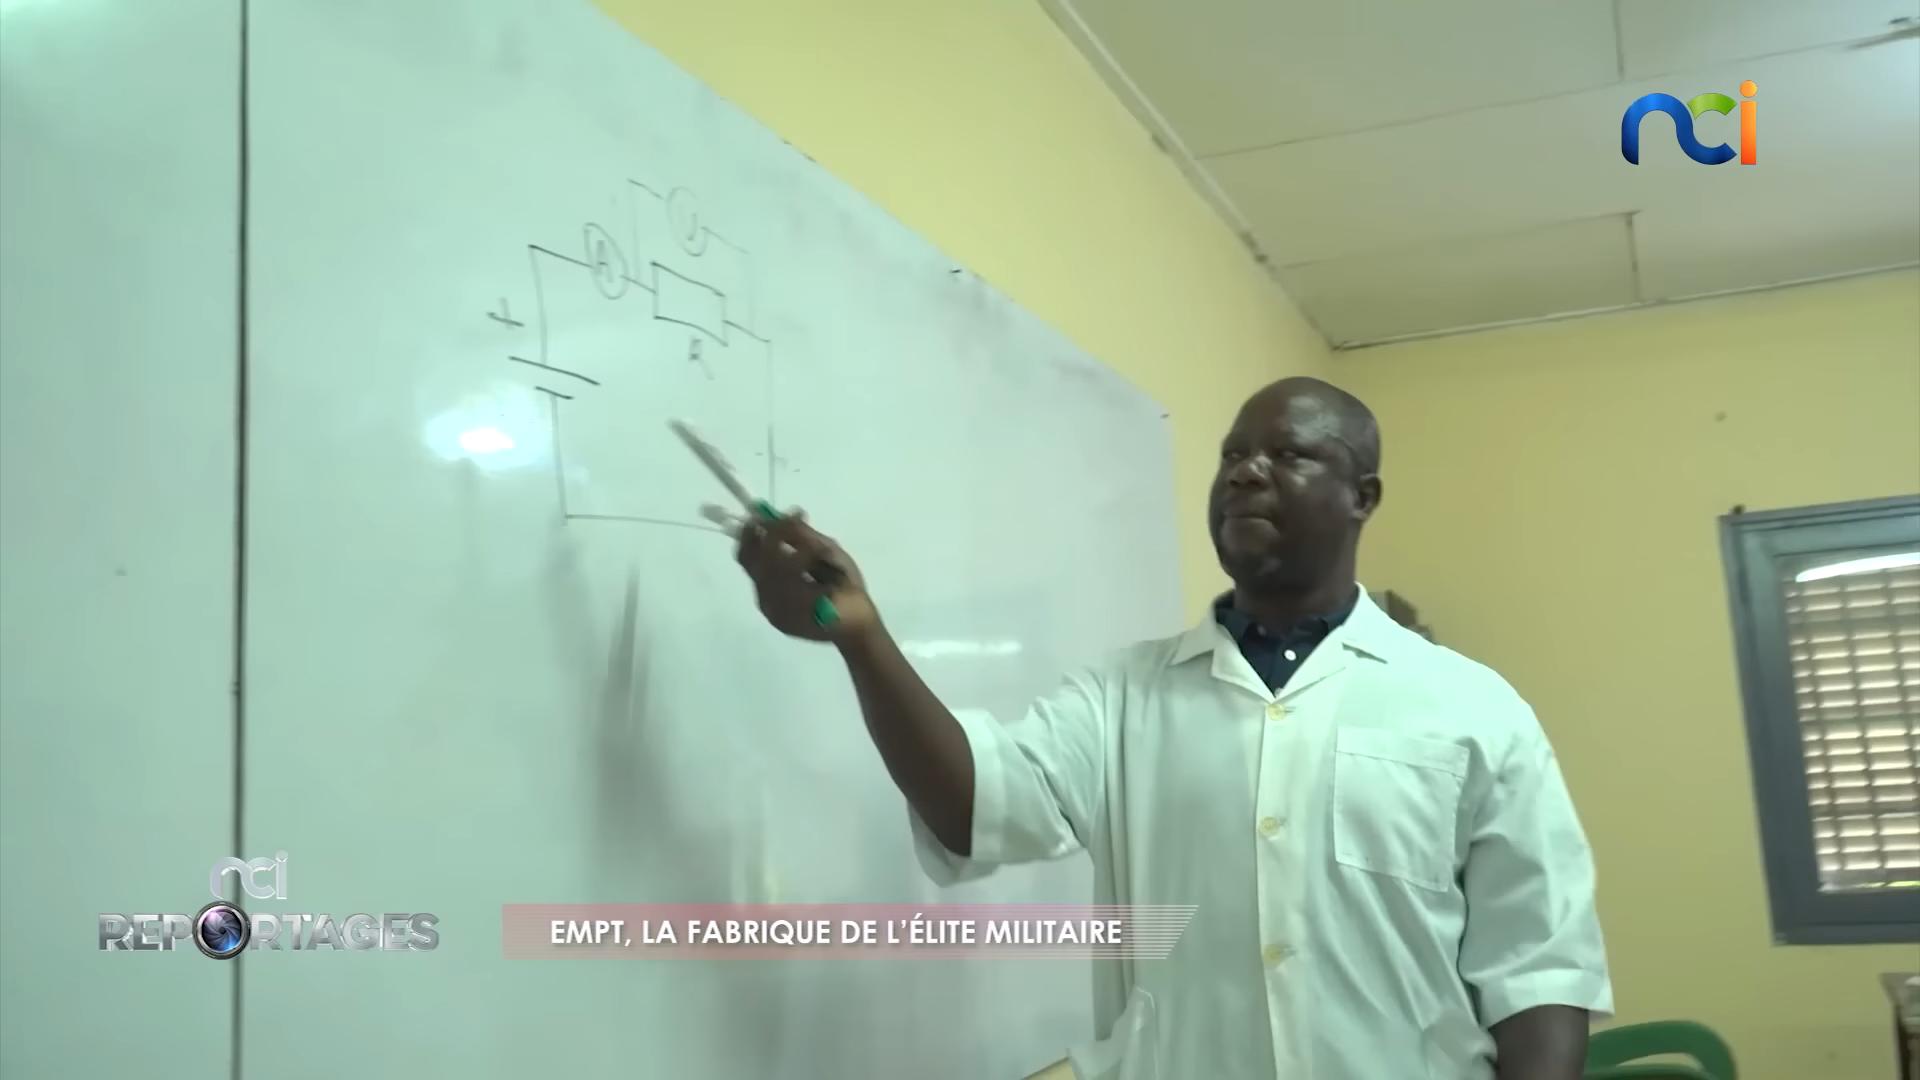 nci
A
+
R
nci
REPORTAGES
EMPT, LA FABRIQUE DE L'ÉLITE MILITAIRE